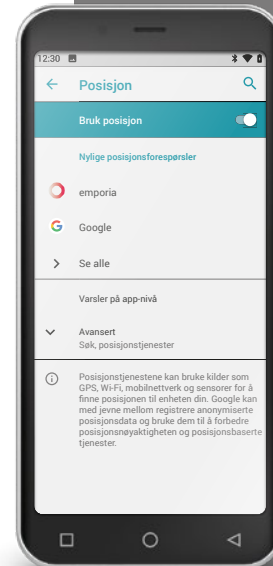 12:30
Posisjon
Bruk posisjon
Nylige posisjonsforespørsler
emporia
Google
Se alle
Varsler på app-nivå
Avansert
Søk, posisjonstjenester
Posisjonstjenestene kan bruke kilder som
GPS, Wi-Fi, mobilnettverk og sensorer for å
finne posisjonen til enheten din. Google kan
med jevne mellom registrere anonymiserte
posisjonsdata og bruke dem til å forbedre
posisjonsnøyaktigheten og posisjonsbaserte
tjenester.